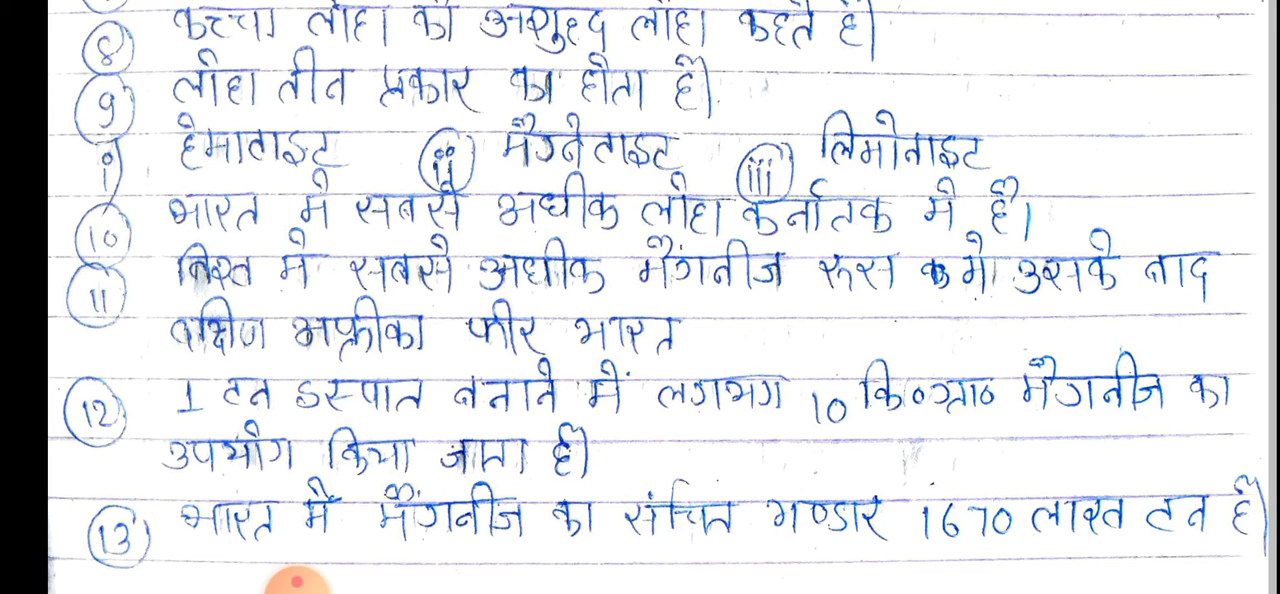 8 कच्चा लोहा को अशुद्द लोहा कहते है।
9 लोहा तीन प्रकार का होता है।
i हेमाताइट ii मैग्नेताइट iii लिमोनाइट
10 भारत मे सबसे अधीक लोहा कर्नातक मे है।
11 विश्व मे सबसे अधीक मैंगनीज रूस मे उसके बाद
दक्षिण अफ्रीका फीर भारत
12 1 टन इस्पात बनाने में लगभग 10 कि०ग्रा० मैंगनीज का
उपयोग किया जाता है।
13 भारत मे मैंगनीज का संचित भण्डार 1670 लाख टन है।